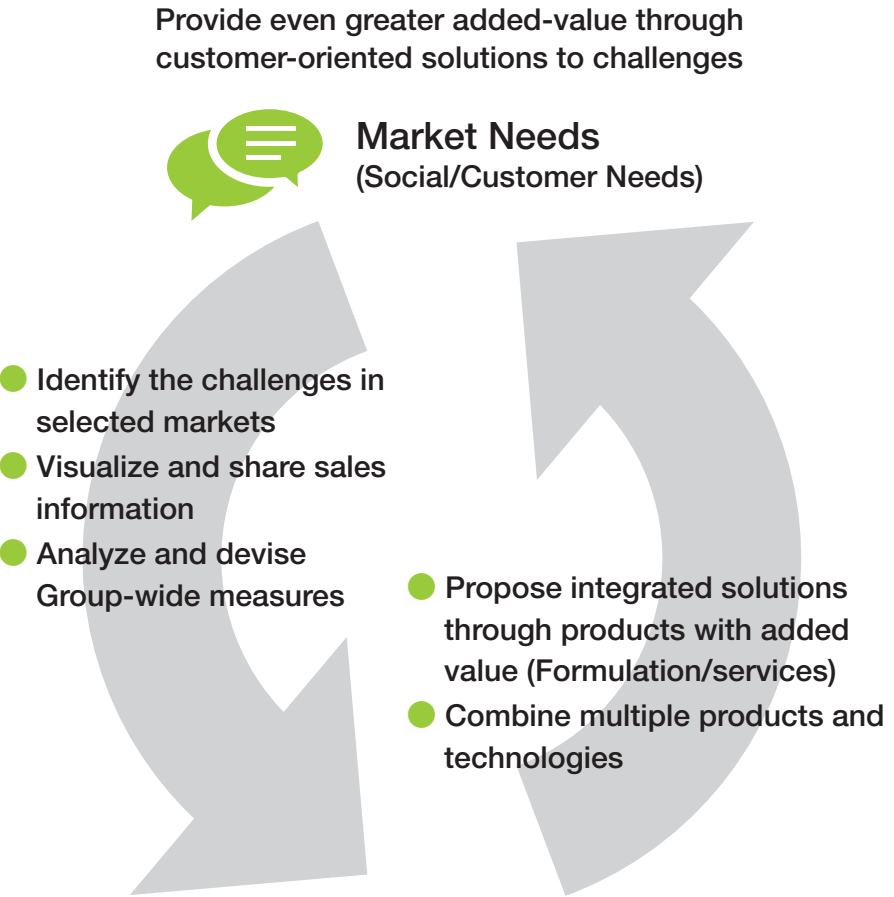 Provide even greater added-value through
customer-oriented solutions to challenges
Market Needs
(Social/Customer Needs)
Identify the challenges in
selected markets
Visualize and share sales
information
Analyze and devise
Group-wide measures
Propose integrated solutions
through products with added
value (Formulation/services)
Combine multiple products and
technologies